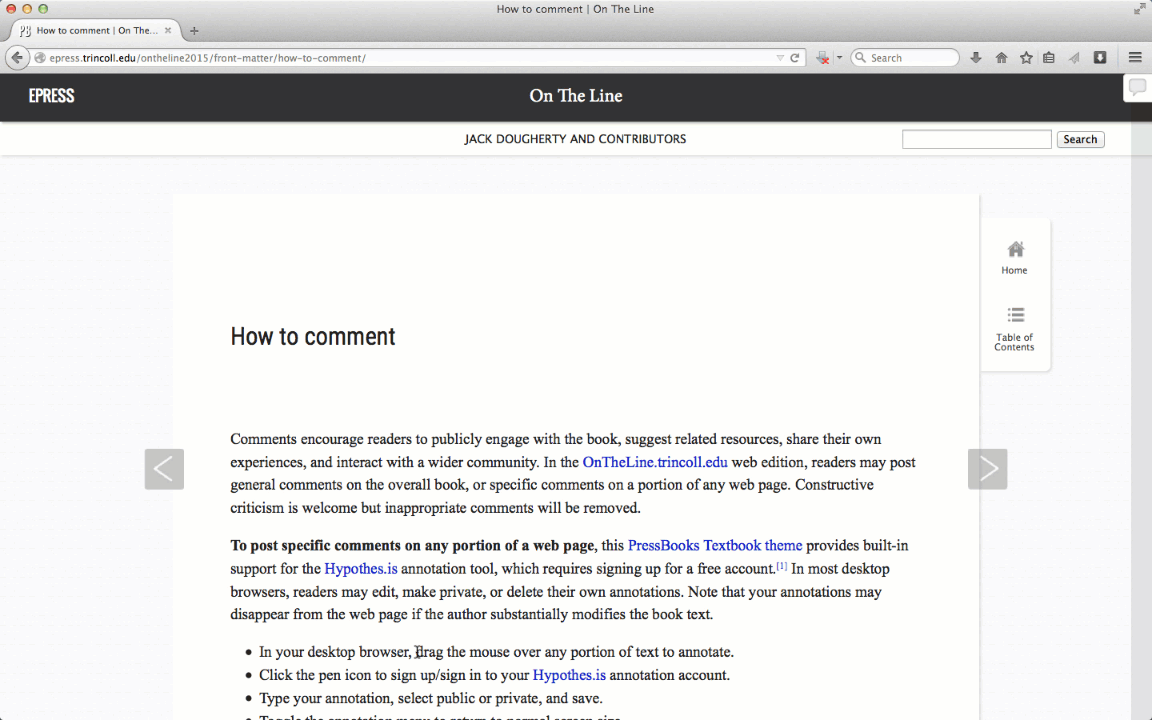 How to comment | On The Line
How to comment | On The...
epress.trincoll.edu/ontheline2015/front-matter/how-to-comment/
Search
EPRESS
On The Line
JACK DOUGHERTY AND CONTRIBUTORS
Search
Home
Table of
Contents
How to comment
Comments encourage readers to publicly engage with the book, suggest related resources, share their own
experiences, and interact with a wider community. In the OnTheLine.trincoll.edu web edition, readers may post
general comments on the overall book, or specific comments on a portion of any web page. Constructive
criticism is welcome but inappropriate comments will be removed.
To post specific comments on any portion of a web page, this PressBooks Textbook theme provides built-in
support for the Hypothes.is annotation tool, which requires signing up for a free account.[1] In most desktop
browsers, readers may edit, make private, or delete their own annotations. Note that your annotations may
disappear from the web page if the author substantially modifies the book text.
• In your desktop browser, drag the mouse over any portion of text to annotate.
• Click the pen icon to sign up/sign in to your Hypothes.is annotation account.
• Type your annotation, select public or private, and save.
• Toggle the annotation menu to return to normal screen size.